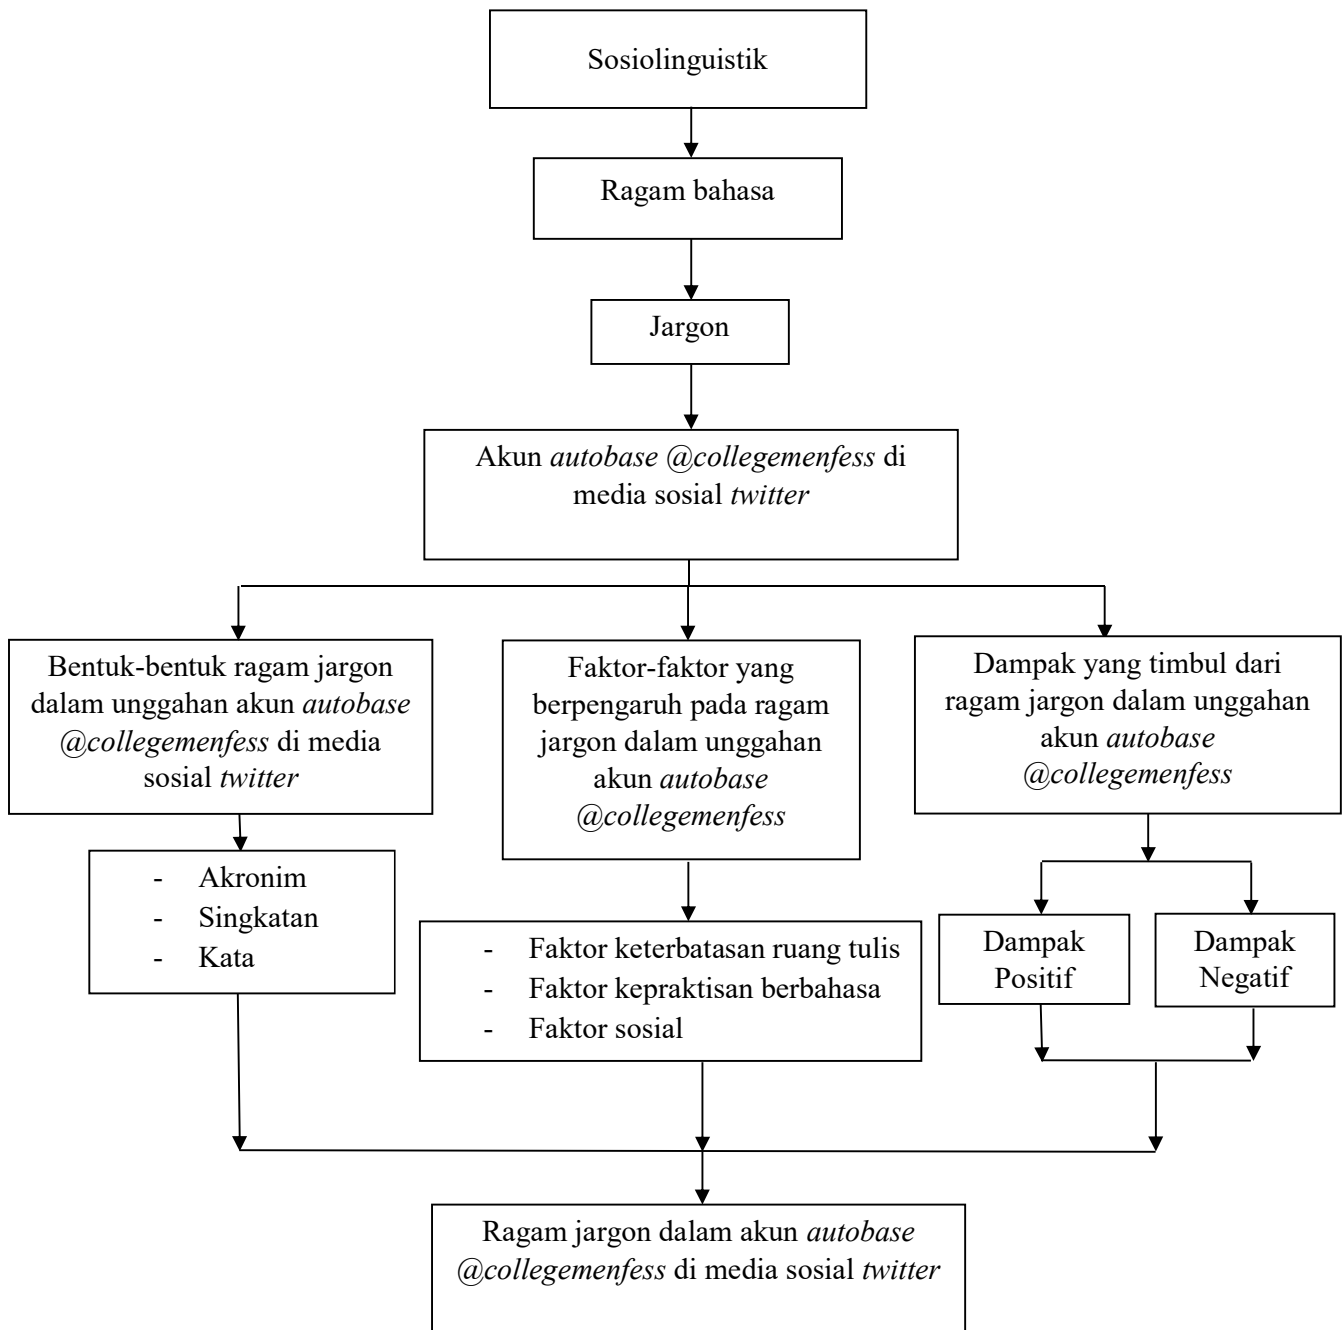 Sosiolinguistik
Ragam bahasa
Jargon
Akun autobase @collegemenfess di
media sosial twitter
Bentuk-bentuk ragam jargon
dalam unggahan akun autobase
@collegemenfess di media
sosial twitter
Faktor-faktor yang
berpengaruh pada ragam
jargon dalam unggahan
akun autobase
@collegemenfess
Dampak yang timbul dari
ragam jargon dalam unggahan
akun autobase
@collegemenfess
- Akronim
- Singkatan
- Kata
- Faktor keterbatasan ruang tulis
- Faktor kepraktisan berbahasa
- Faktor sosial
Dampak
Positif
Dampak
Negatif
Ragam jargon dalam akun autobase
@collegemenfess di media sosial twitter